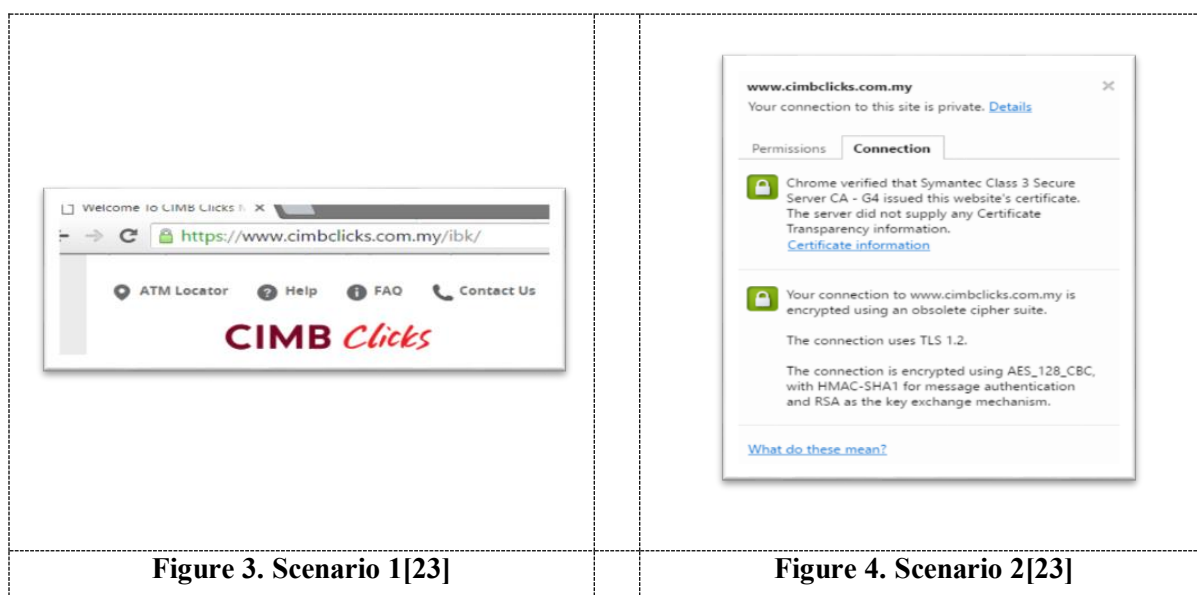 Welcome to CIMB Clicks
https://www.cimbclicks.com.my/ibk/
ATM Locator Help FAQ Contact Us
CIMB Clicks
Figure 3. Scenario 1[23]
www.cimbclicks.com.my
Your connection to this site is private. Details
Permissions Connection
Chrome verified that Symantec Class 3 Secure
Server CA - G4 issued this website's certificate.
The server did not supply any Certificate
Transparency information.
Certificate information
Your connection to www.cimbclicks.com.my is
encrypted using an obsolete cipher suite.
The connection uses TLS 1.2.
The connection is encrypted using AES_128_CBC,
with HMAC-SHA1 for message authentication
and RSA as the key exchange mechanism.
What do these mean?
Figure 4. Scenario 2[23]